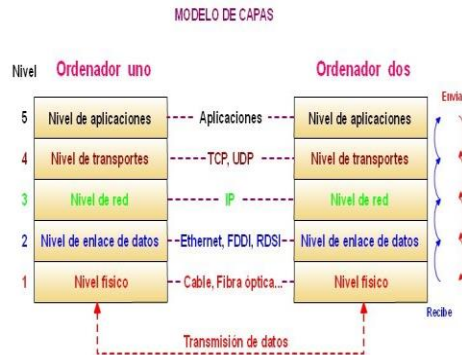 MODELO DE CAPAS
Nivel Ordenador uno Ordenador dos
Envia
5 Nivel de aplicaciones Aplicaciones Nivel de aplicaciones
4 Nivel de transportes TCP, UDP Nivel de transportes
3 Nivel de red IP Nivel de red
2 Nivel de enlace de datos Ethernet, FDDI, RDSI Nivel de enlace de datos
1 Nivel fisico Cable, Fibra óptica... Nivel fisico
Recibe
Transmisión de datos